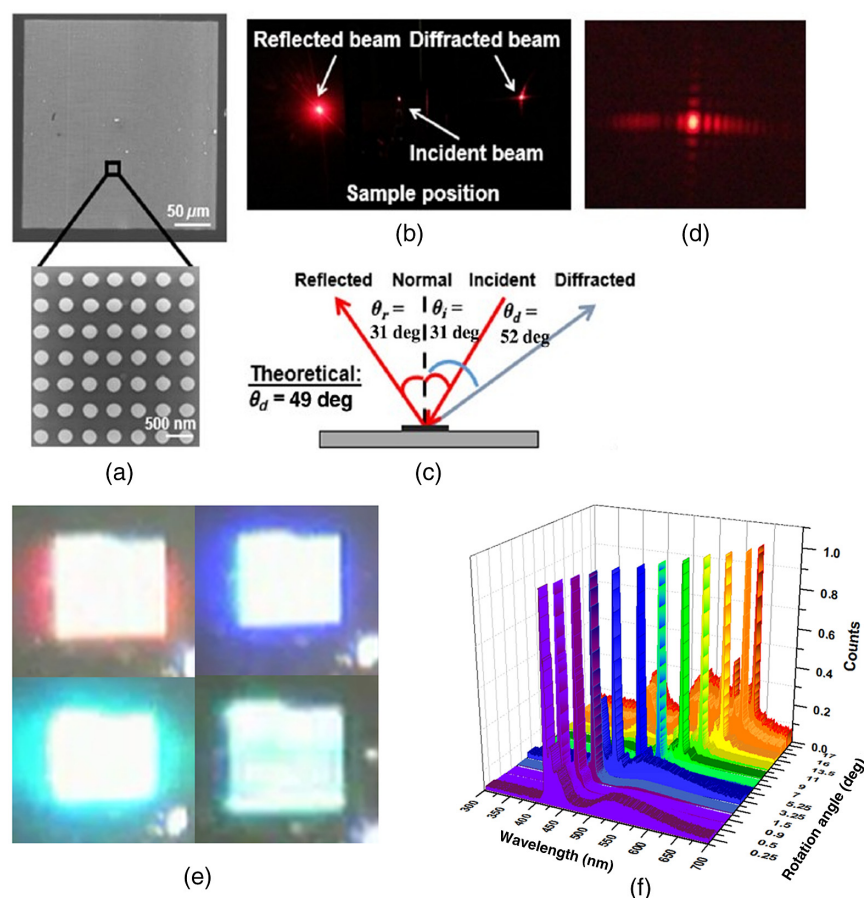 50 μm
500 nm
(a)
Reflected beam Diffracted beam
Incident beam
Sample position
(b)
(d)
Reflected Normal Incident Diffracted
θr = 31 deg
θi = 31 deg
θd = 52 deg
Theoretical:
θd = 49 deg
(c)
(e)
1.0
0.8
0.6
0.4
0.2
0.0
Counts
17
16
13.5
11
9
7
5.25
3.25
1.5
0.9
0.5
0.25
Rotation angle (deg)
300
350
400
450
500
550
600
650
700
Wavelength (nm)
(f)